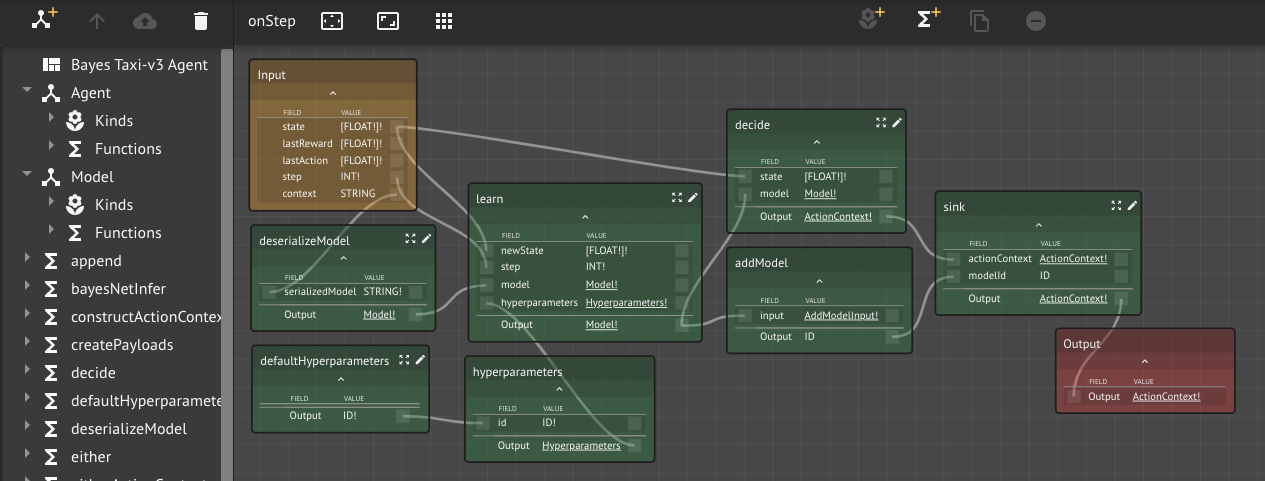 onStep
Bayes Taxi-v3 Agent
Agent
Kinds
Functions
Model
Kinds
Functions
append
bayesNetInfer
constructActionContex
createPayloads
decide
defaultHyperparamete
deserializeModel
either
Input
FIELD VALUE
state [FLOAT!]!
lastReward [FLOAT!]!
lastAction [FLOAT!]!
step INT!
context STRING
deserializeModel
FIELD VALUE
serializedModel STRING!
Output Model!
defaultHyperparameters
FIELD VALUE
Output ID!
learn
FIELD VALUE
newState [FLOAT!]!
step INT!
model Model!
hyperparameters Hyperparameters!
Output Model!
hyperparameters
FIELD VALUE
id ID!
Output Hyperparameters
decide
FIELD VALUE
state [FLOAT!]!
model Model!
Output ActionContext!
addModel
FIELD VALUE
input AddModelInput!
Output ID
sink
FIELD VALUE
actionContext ActionContext!
modelId ID
Output ActionContext!
Output
FIELD VALUE
Output ActionContext!